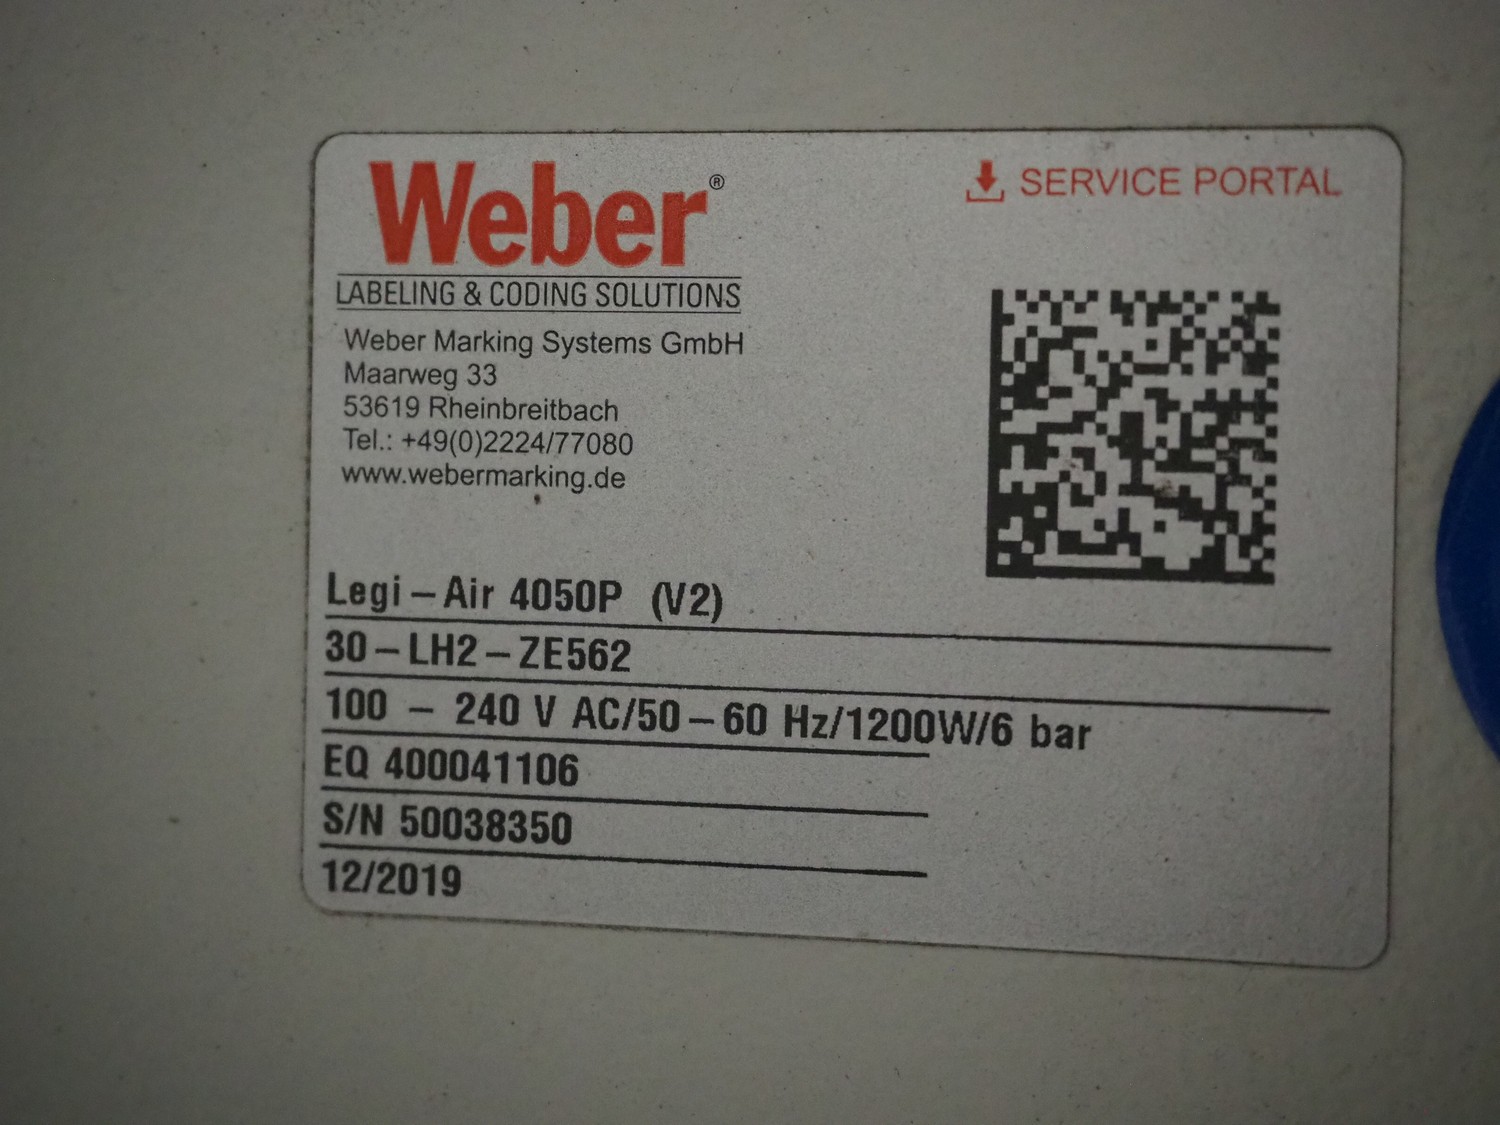 Weber®
LABELING & CODING SOLUTIONS
Weber Marking Systems GmbH
Maarweg 33
53619 Rheinbreitbach
Tel.: +49(0)2224/77080
www.webermarking.de
SERVICE PORTAL
Legi-Air 4050P (V2)
30-LH2-ZE562
100 - 240 V AC/50-60 Hz/1200W/6 bar
EQ 400041106
S/N 50038350
12/2019